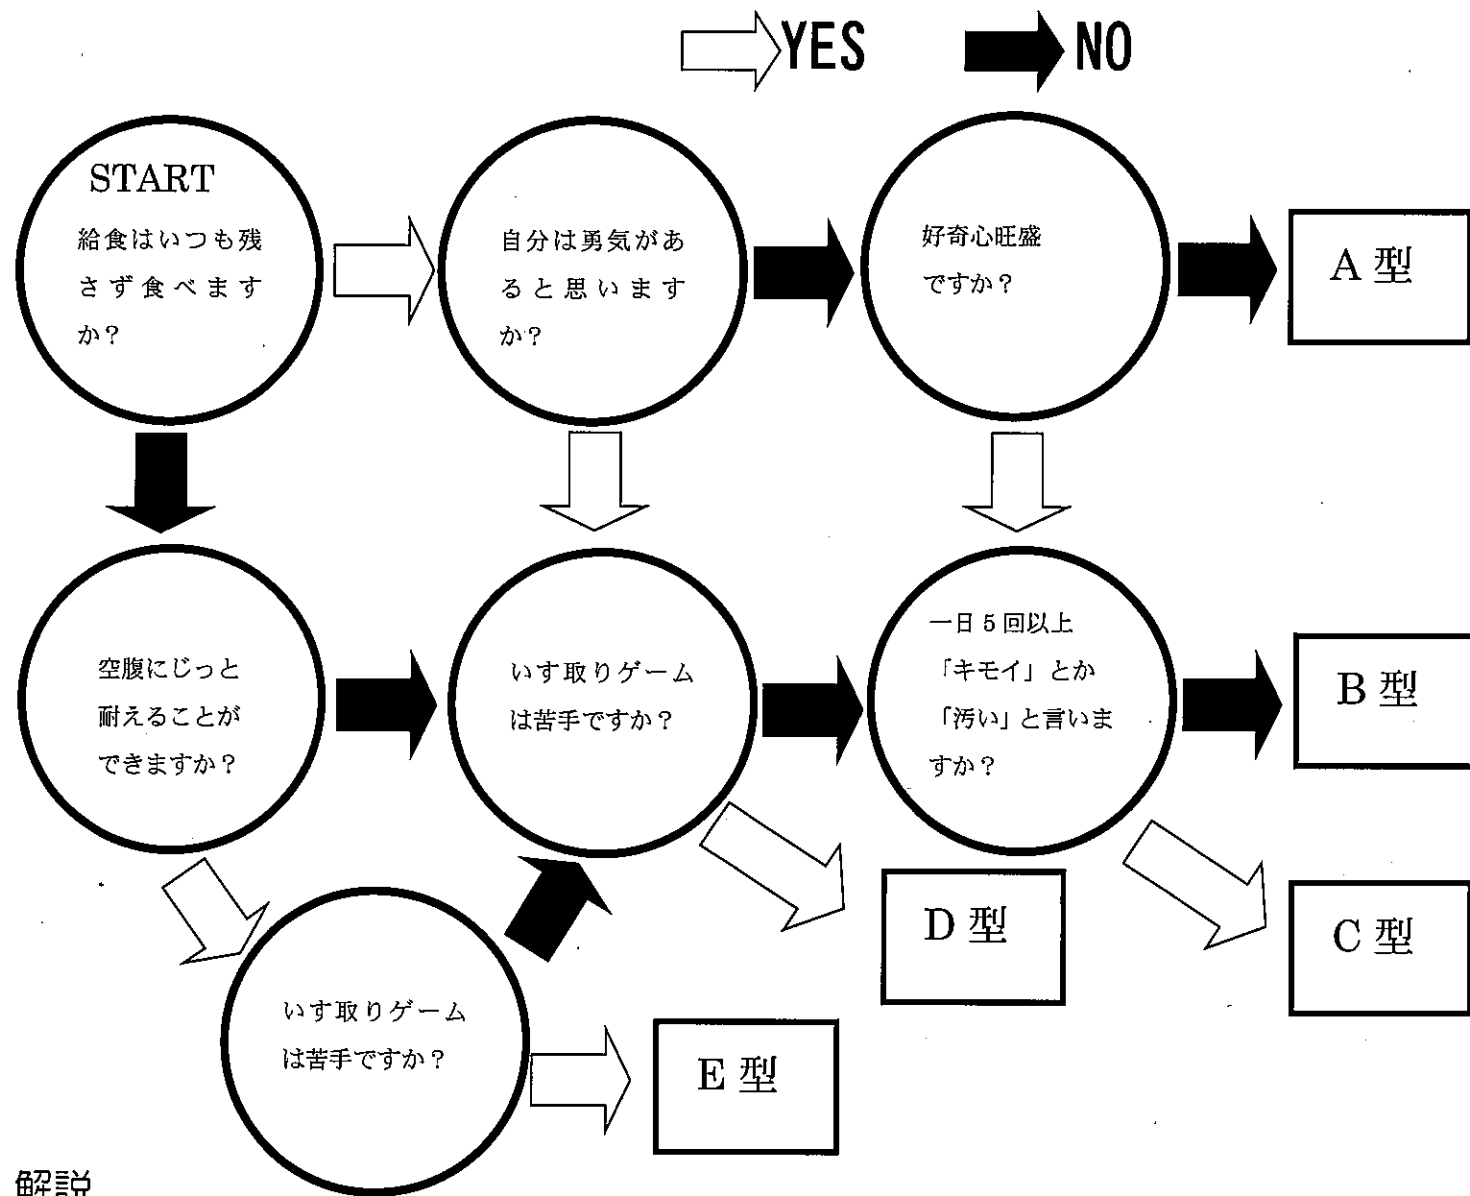 YES
NO
START
給食はいつも残
さず食べます
か？
自分は勇気があ
ると思います
か？
好奇心旺盛
ですか？
A 型
空腹にじっと
耐えることが
できますか？
いす取りゲーム
は苦手ですか？
一日５回以上
「キモイ」とか
「汚い」と言いま
すか？
B 型
いす取りゲーム
は苦手ですか？
D 型
C 型
E 型
解説